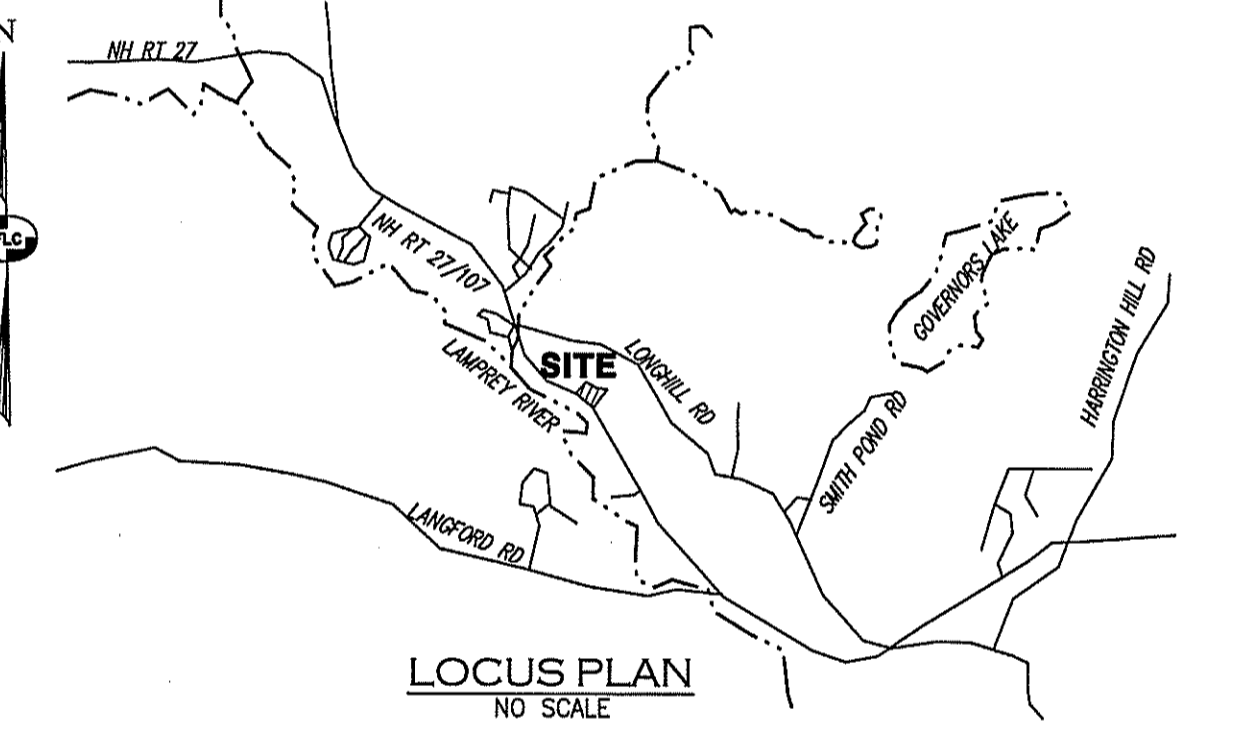 N
NH RT 27
FLC
NH RT 27/107
GOVERNORS LAKE
HARRINGTON HILL RD
SITE
LONGHILL RD
LAMPREY RIVER
SMITH POND RD
LANGFORD RD
LOCUS PLAN
NO SCALE